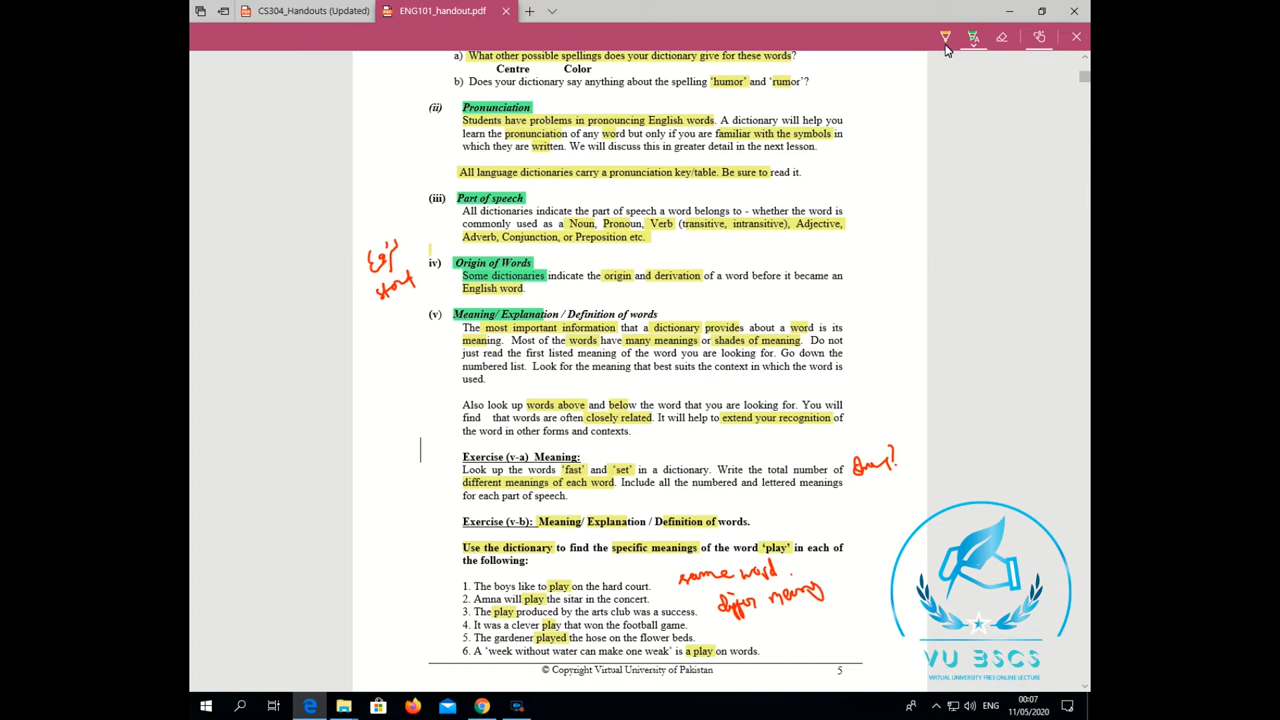 CS304_Handouts (Updated)
ENG101_handout.pdf
a) What other possible spellings does your dictionary give for these words?
Centre Color
b) Does your dictionary say anything about the spelling 'humor' and 'rumor'?
(ii) Pronunciation
Students have problems in pronouncing English words. A dictionary will help you
learn the pronunciation of any word but only if you are familiar with the symbols in
which they are written. We will discuss this in greater detail in the next lesson.
All language dictionaries carry a pronunciation key/table. Be sure to read it.
(iii) Part of speech
All dictionaries indicate the part of speech a word belongs to - whether the word is
commonly used as a Noun, Pronoun, Verb (transitive, intransitive), Adjective,
Adverb, Conjunction, or Preposition etc.
iv) Origin of Words
Some dictionaries indicate the origin and derivation of a word before it became an
English word.
start
(v) Meaning/ Explanation / Definition of words
The most important information that a dictionary provides about a word is its
meaning. Most of the words have many meanings or shades of meaning. Do not
just read the first listed meaning of the word you are looking for. Go down the
numbered list. Look for the meaning that best suits the context in which the word is
used.
Also look up words above and below the word that you are looking for. You will
find that words are often closely related. It will help to extend your recognition of
the word in other forms and contexts.
Exercise (v-a) Meaning:
Look up the words 'fast' and 'set' in a dictionary. Write the total number of
different meanings of each word. Include all the numbered and lettered meanings
for each part of speech.
Exercise (v-b): Meaning/ Explanation / Definition of words.
Use the dictionary to find the specific meanings of the word 'play' in each of
the following:
same word
differ meaning
1. The boys like to play on the hard court.
2. Amna will play the sitar in the concert.
3. The play produced by the arts club was a success.
4. It was a clever play that won the football game.
5. The gardener played the hose on the flower beds.
6. A 'week without water can make one weak' is a play on words.
© Copyright Virtual University of Pakistan 5
VU BSCS
VIRTUAL UNIVERSITY FREE ONLINE LECTURE
ENG
00:07
11/05/2020